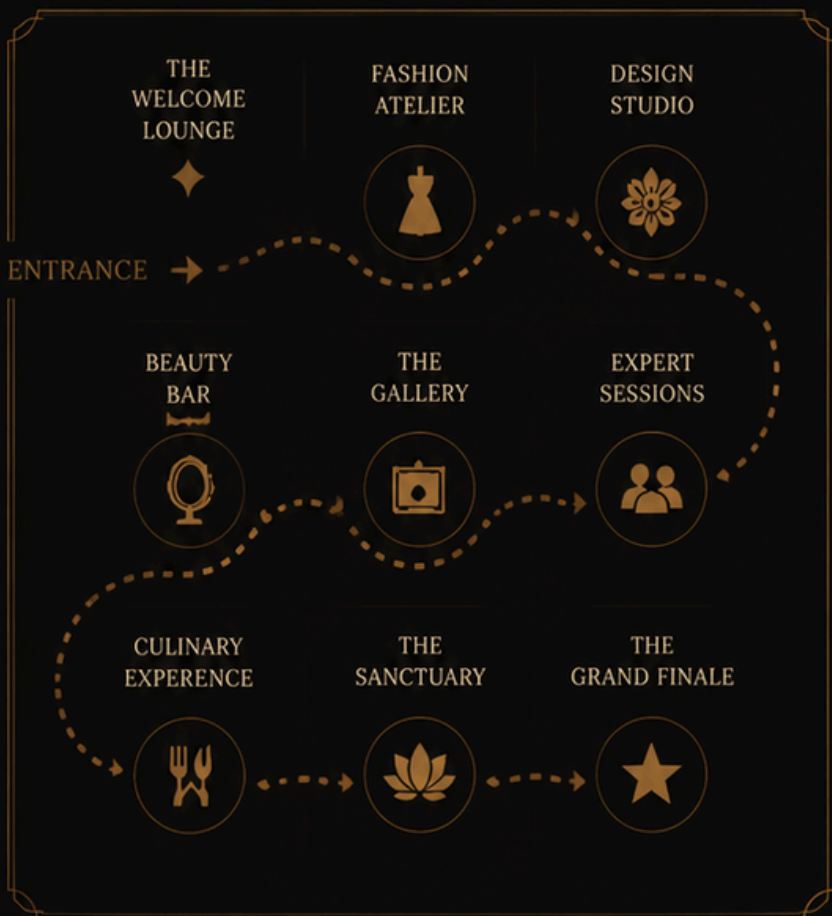 THE
WELCOME
LOUNGE
FASHION
ATELIER
DESIGN
STUDIO
ENTRANCE
BEAUTY
BAR
THE
GALLERY
EXPERT
SESSIONS
CULINARY
EXPERENCE
THE
SANCTUARY
THE
GRAND FINALE